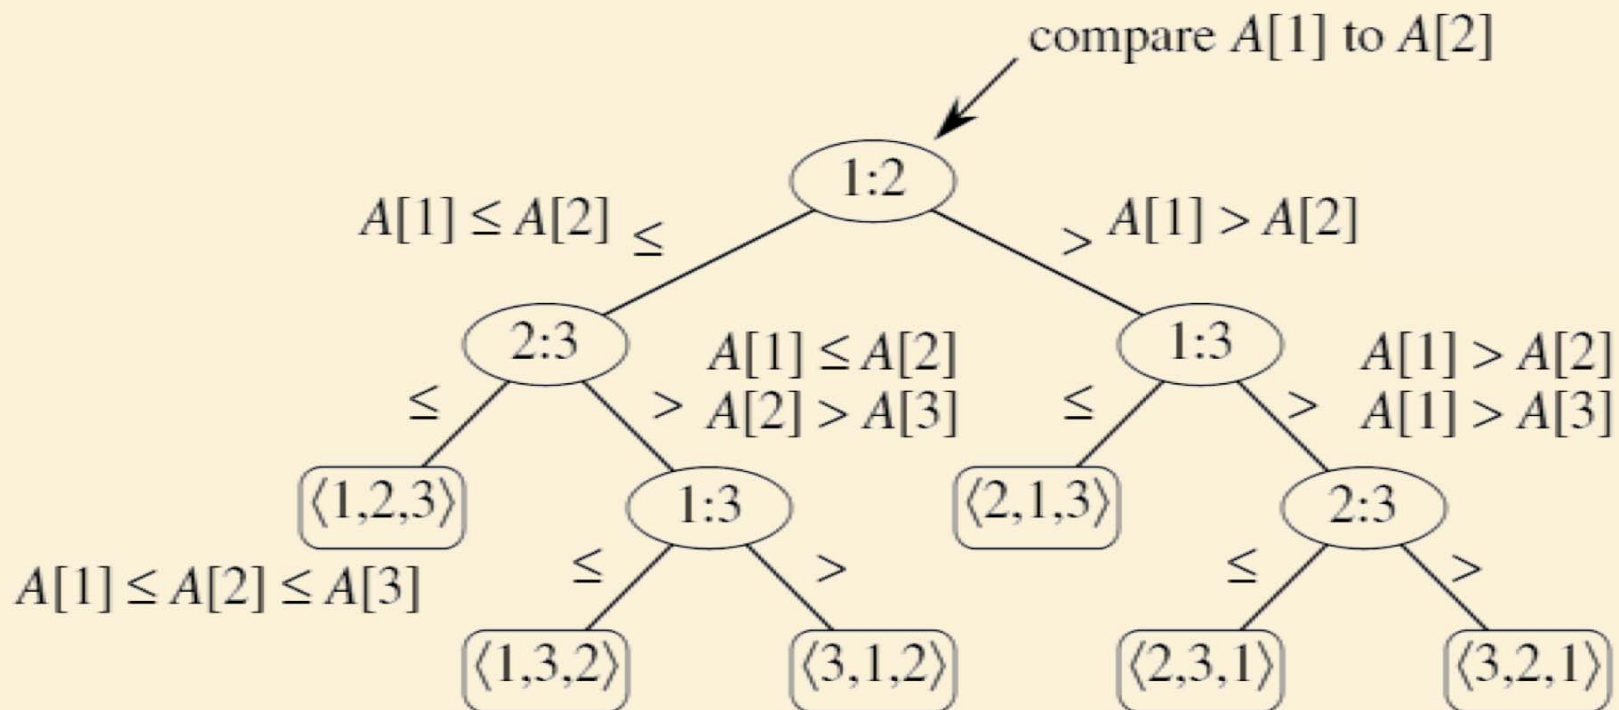 compare A[1] to A[2]
1:2
A[1] ≤ A[2] ≤
> A[1] > A[2]
2:3
1:3
≤
> A[1] ≤ A[2]
A[2] > A[3]
≤
> A[1] > A[2]
A[1] > A[3]
⟨1,2,3⟩
1:3
⟨2,1,3⟩
2:3
A[1] ≤ A[2] ≤ A[3]
≤
>
≤
>
⟨1,3,2⟩
⟨3,1,2⟩
⟨2,3,1⟩
⟨3,2,1⟩